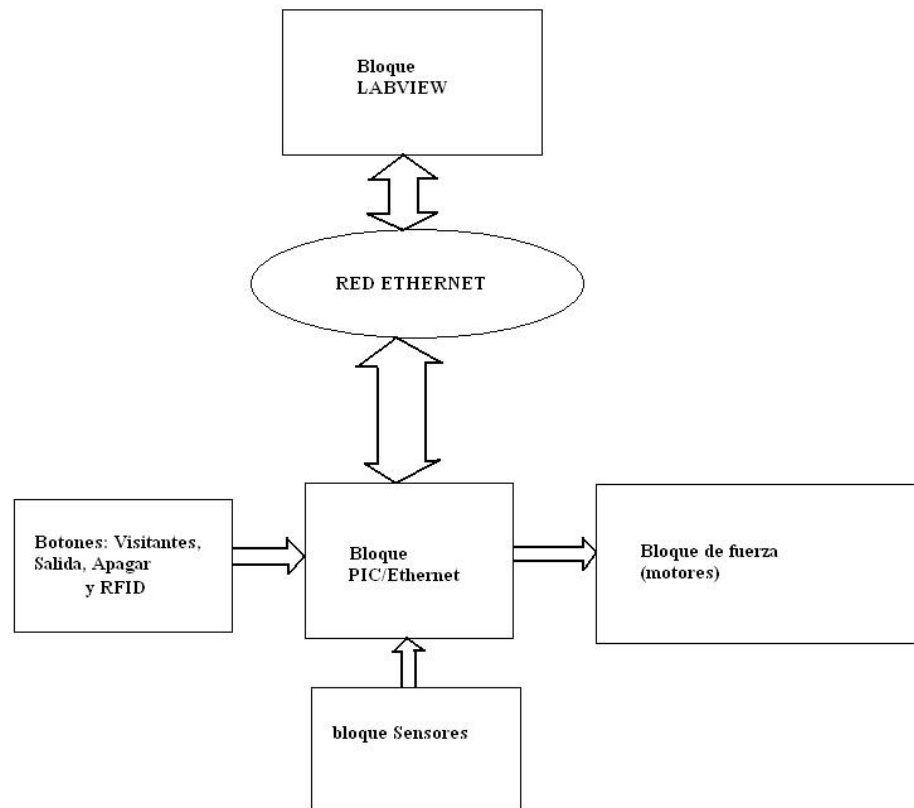 Bloque
LABVIEW
RED ETHERNET
Botones: Visitantes,
Salida, Apagar
y RFID
Bloque
PIC/Ethernet
Bloque de fuerza
(motores)
bloque Sensores